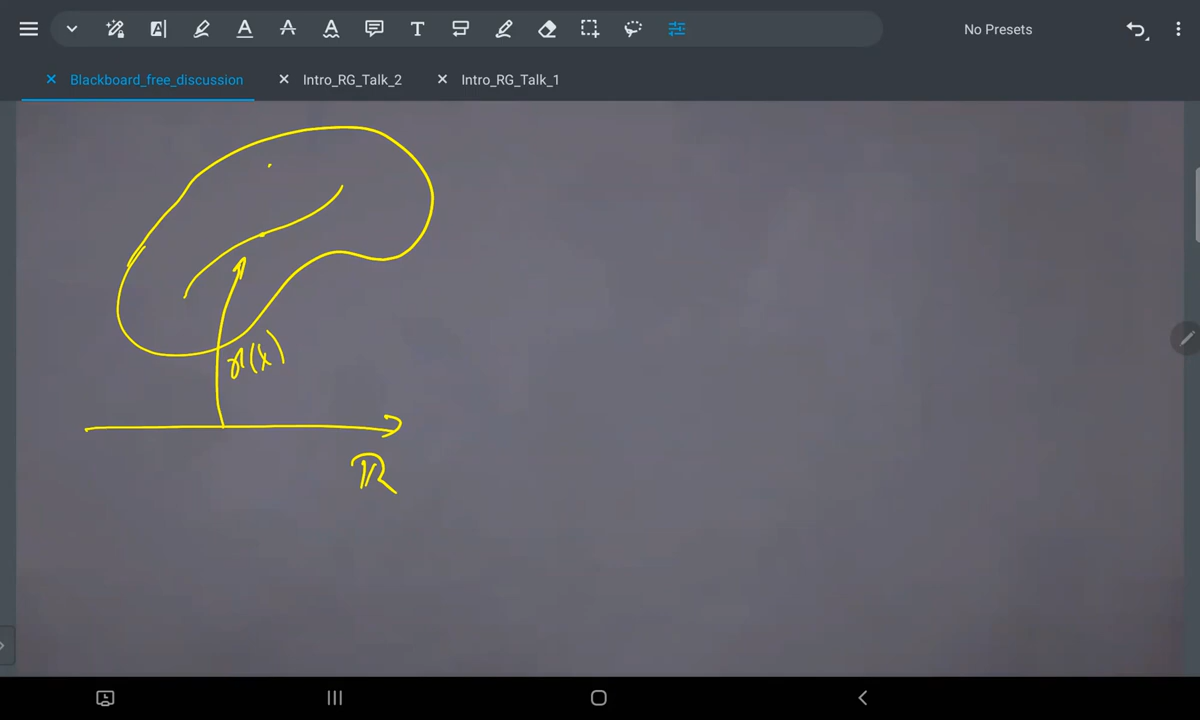 No Presets
Blackboard_free_discussion
Intro_RG_Talk_2
Intro_RG_Talk_1
(x)
ℝ